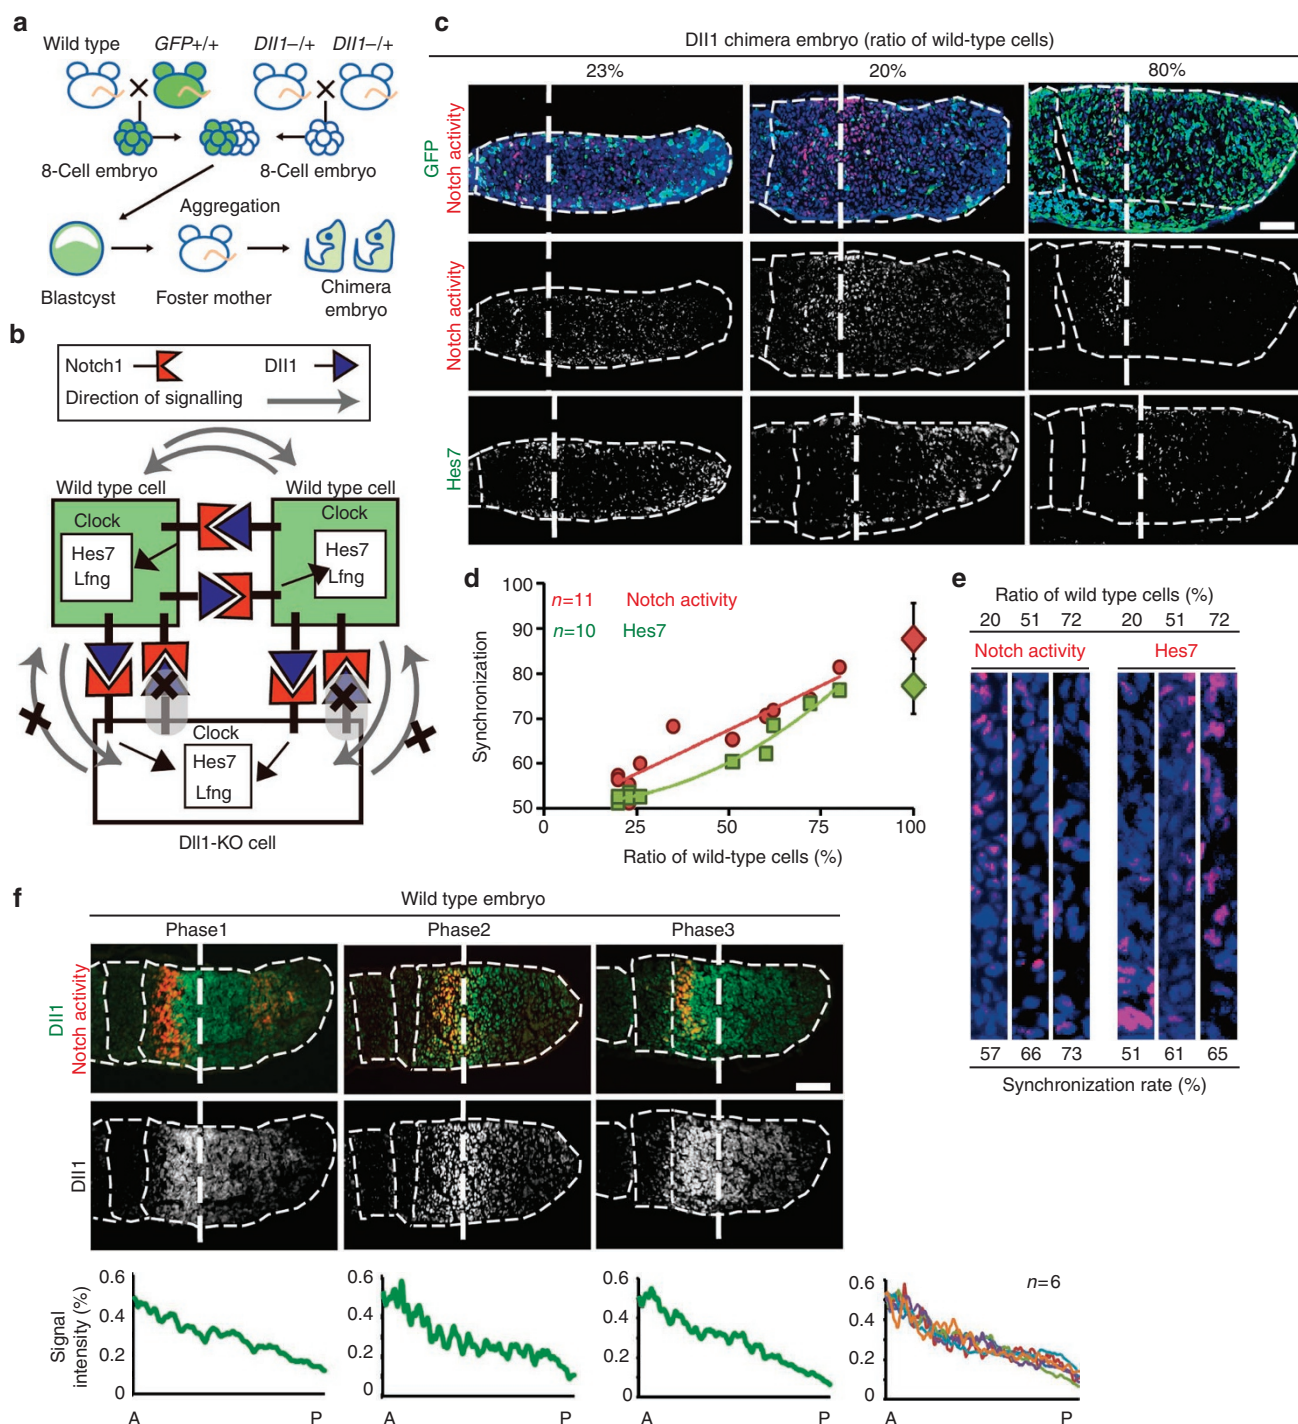 a
Wild type
GFP+/+
Dll1–/+
Dll1–/+
8-Cell embryo
8-Cell embryo
Aggregation
Blastcyst
Foster mother
Chimera
embryo
b
Notch1
Dll1
Direction of signalling
Wild type cell
Wild type cell
Clock
Hes7
Lfng
Clock
Hes7
Lfng
Clock
Hes7
Lfng
Dll1-KO cell
c
Dll1 chimera embryo (ratio of wild-type cells)
23%
20%
80%
GFP
Notch activity
Notch activity
Hes7
d
100
90
80
70
60
50
Synchronization
n=11 Notch activity
n=10 Hes7
0
25
50
75
100
Ratio of wild-type cells (%)
e
Ratio of wild type cells (%)
20 51 72
20 51 72
Notch activity
Hes7
57 66 73
51 61 65
Synchronization rate (%)
f
Wild type embryo
Phase1
Phase2
Phase3
Dll1
Notch activity
Dll1
Signal
intensity (%)
0.6
0.4
0.2
0
A
P
0.6
0.4
0.2
0
A
P
0.6
0.4
0.2
0
A
P
n=6
0.6
0.4
0.2
0
A
P